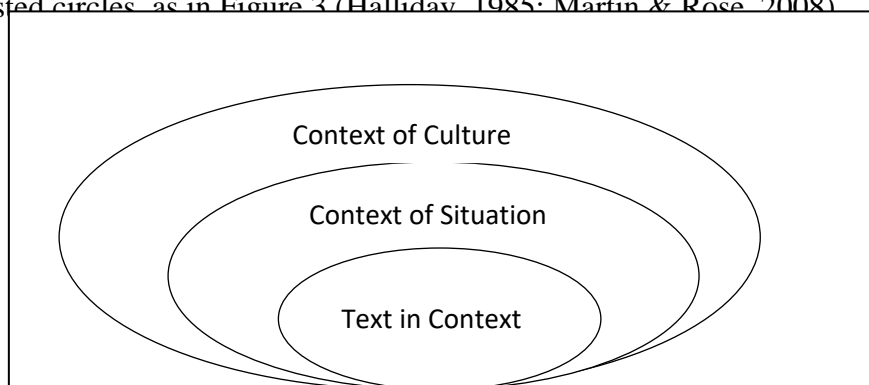 sted circles, as in Figure 3 (Halliday, 1985; Martin & Rose, 2008)
Context of Culture
Context of Situation
Text in Context